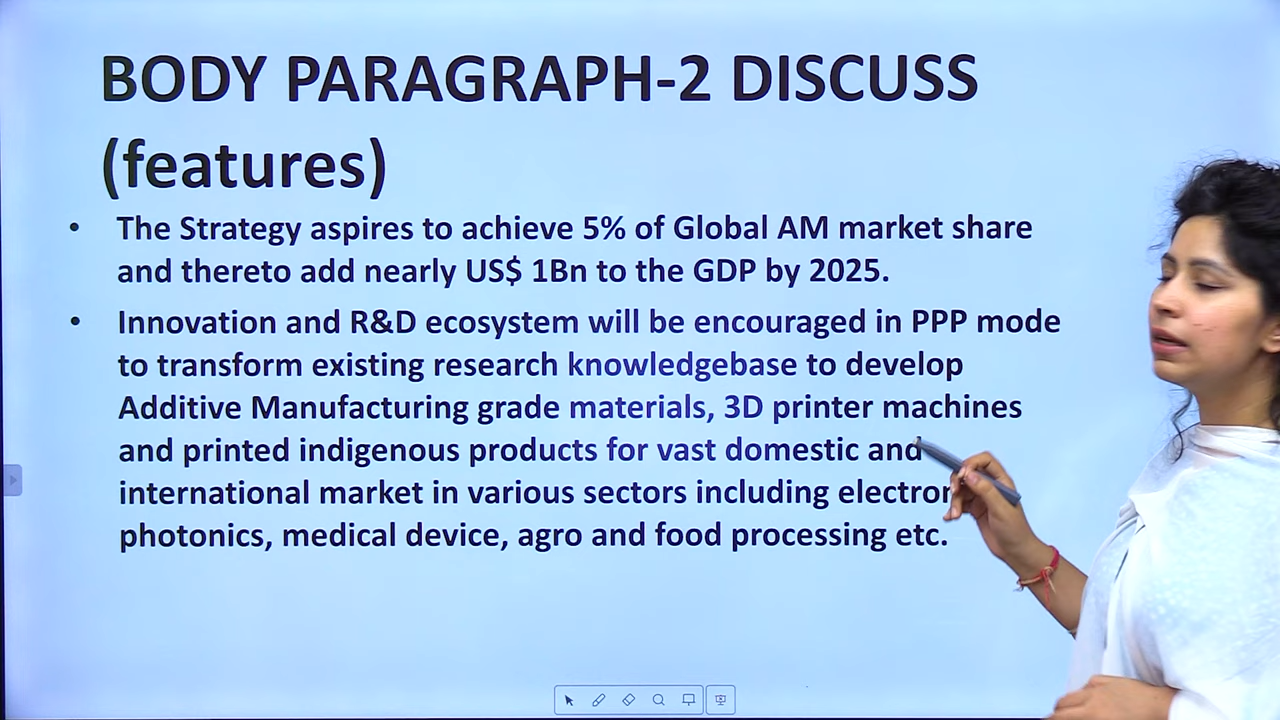 BODY PARAGRAPH-2 DISCUSS
(features)
• The Strategy aspires to achieve 5% of Global AM market share
and thereto add nearly US$ 1Bn to the GDP by 2025.
• Innovation and R&D ecosystem will be encouraged in PPP mode
to transform existing research knowledgebase to develop
Additive Manufacturing grade materials, 3D printer machines
and printed indigenous products for vast domestic and
international market in various sectors including
photonics, medical device, agro and food processing etc.